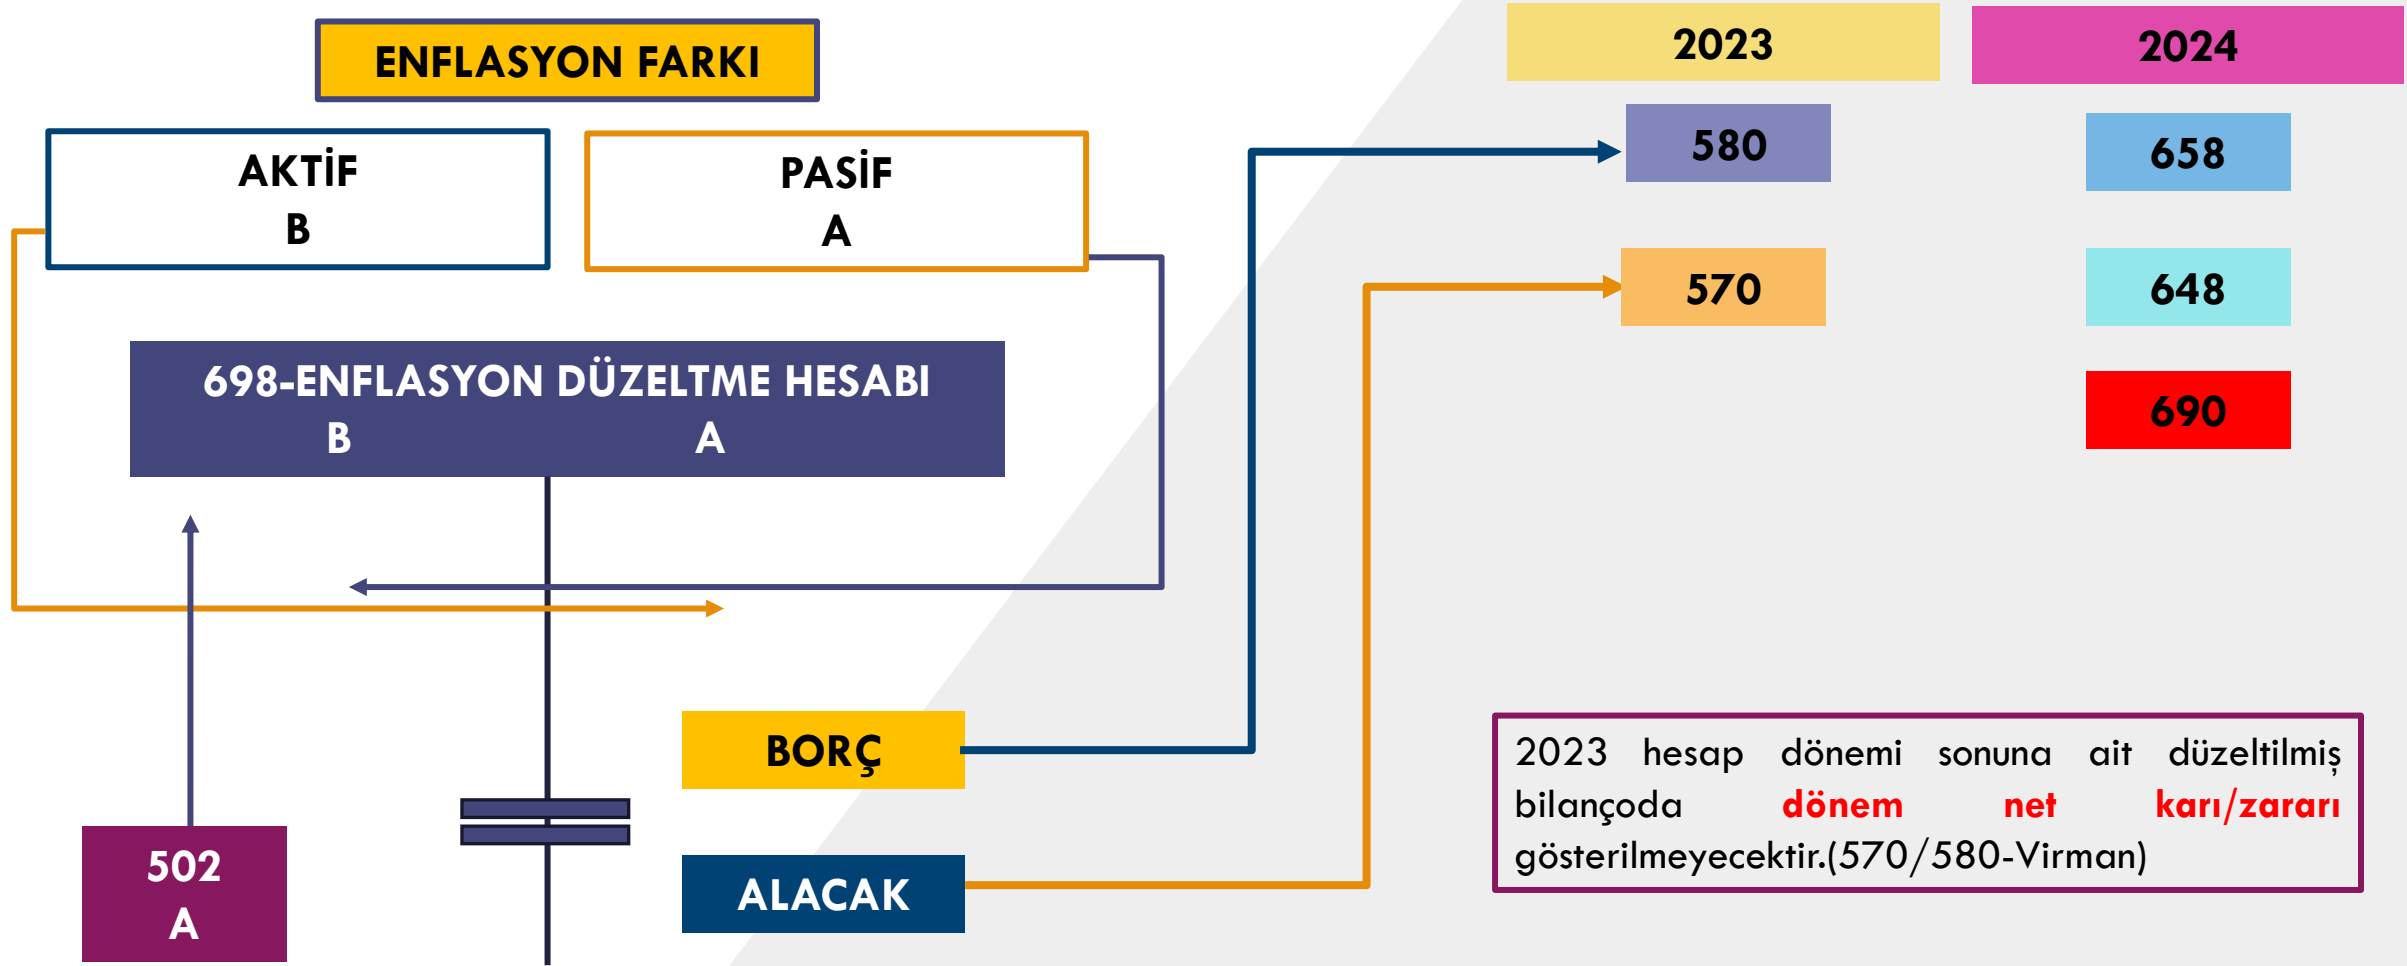 ENFLASYON FARKI
AKTİF
B
PASİF
A
698-ENFLASYON DÜZELTME HESABI
B A
502
A
BORÇ
ALACAK
2023
580
570
2024
658
648
690
2023 hesap dönemi sonuna ait düzeltilmiş
bilançoda dönem net karı/zararı
gösterilmeyecektir.(570/580-Virman)